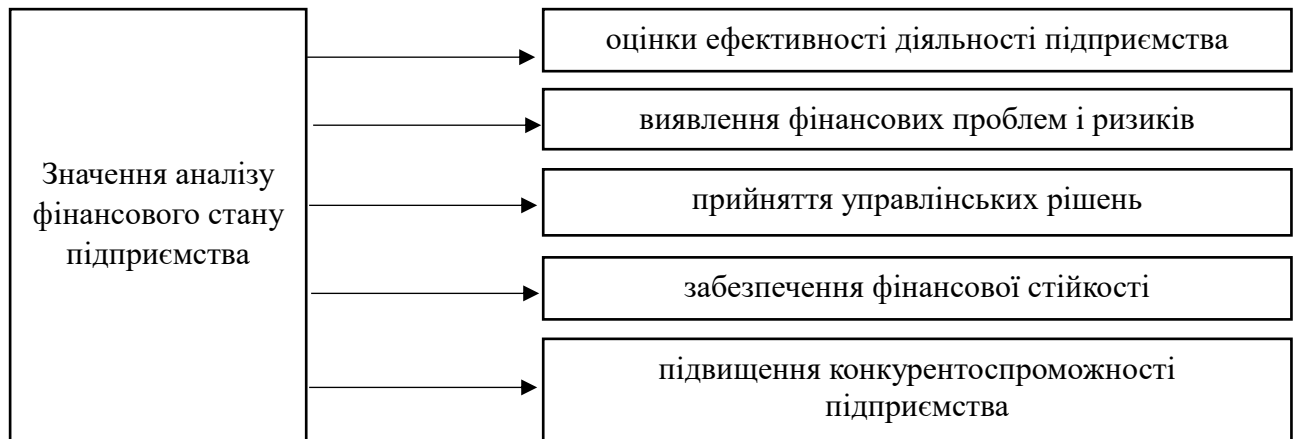 Значення аналізу
фінансового стану
підприємства
оцінки ефективності діяльності підприємства
виявлення фінансових проблем і ризиків
прийняття управлінських рішень
забезпечення фінансової стійкості
підвищення конкурентоспроможності
підприємства